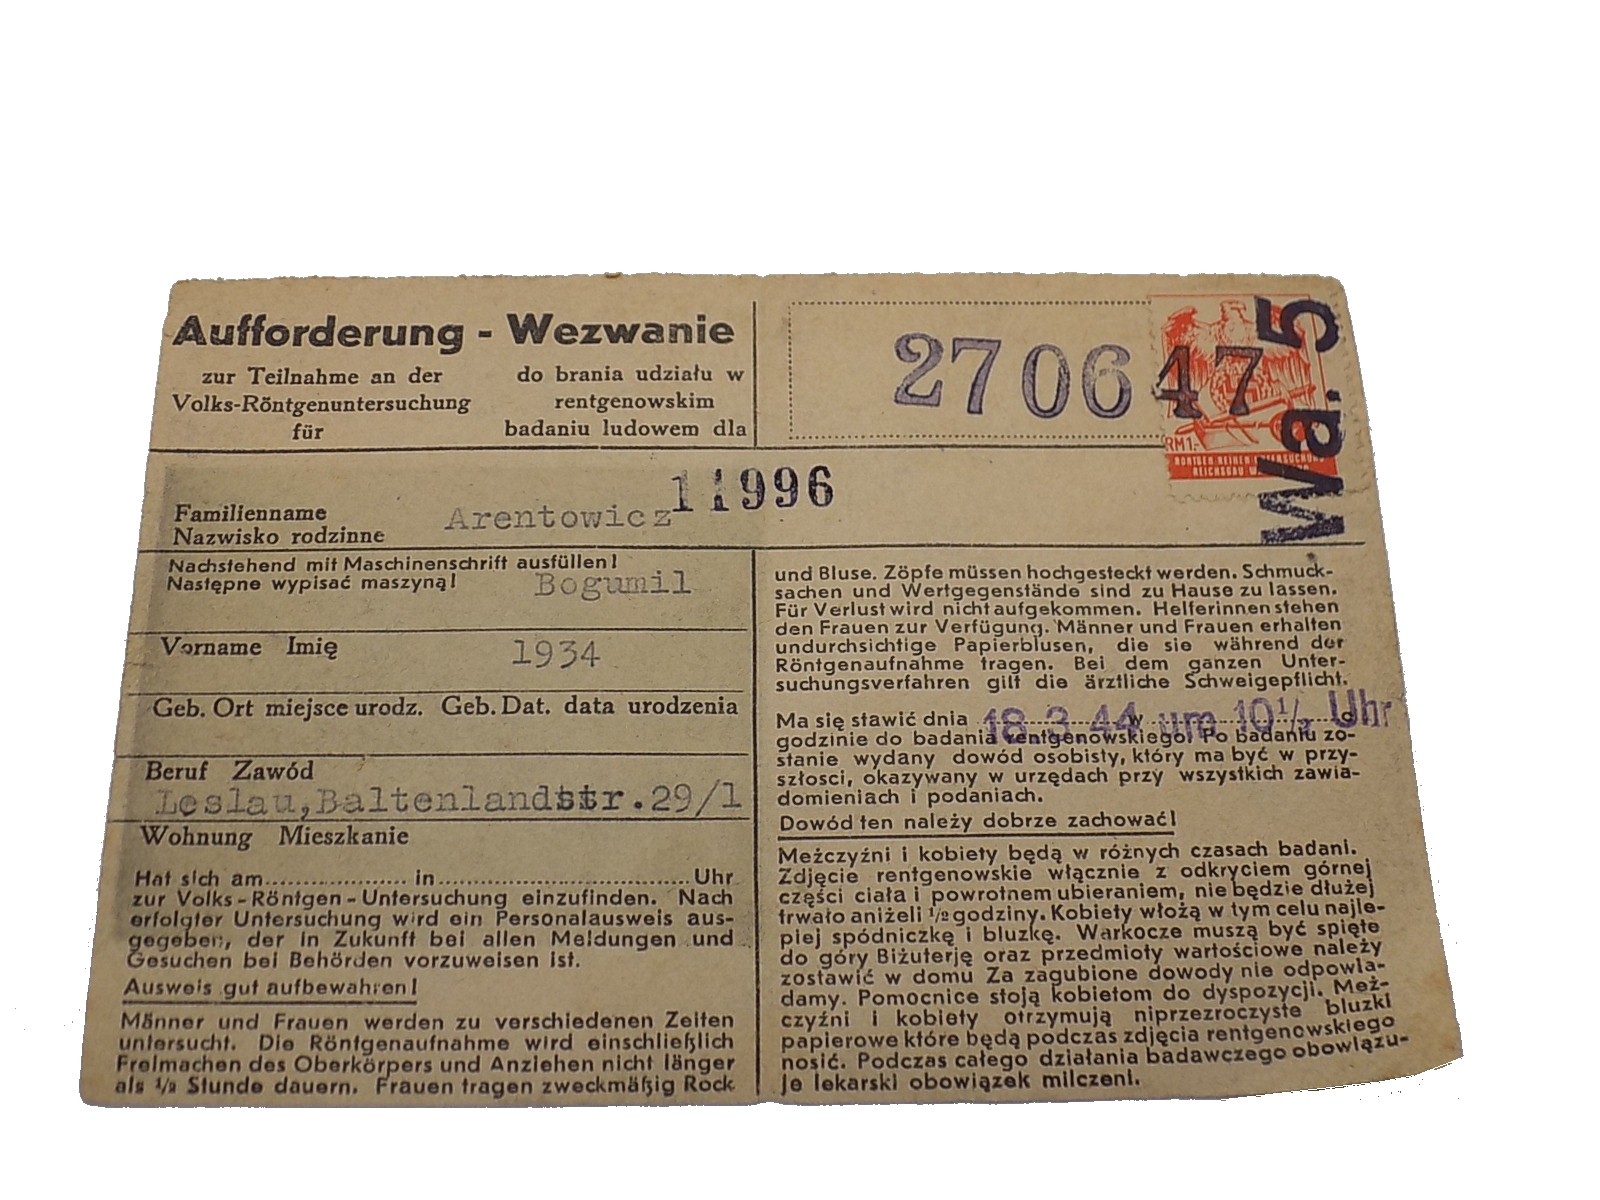 Aufforderung - Wezwanie
zur Teilnahme an der
Volks-Röntgenuntersuchung
für
do brania udziału w
rentgenowskim
badaniu ludowem dla
270647
Wa. 5
RM 1,-
11996
Familienname Arentowicz
Nazwisko rodzinne
Nachstehend mit Maschinenschrift ausfüllen!
Następne wypisać maszyną!
Bogumil
Vorname Imię
1934
Geb. Ort miejsce urodz. Geb. Dat. data urodzenia
Beruf Zawód
Leslau, Baltenlandstr. 29/1
Wohnung Mieszkanie
Hat sich am.................... in....................................Uhr
zur Volks-Röntgen-Untersuchung einzufinden. Nach
erfolgter Untersuchung wird ein Personalausweis aus-
gegeben, der in Zukunft bei allen Meldungen und
Gesuchen bei Behörden vorzuweisen ist.
Ausweis gut aufbewahren!
Männer und Frauen werden zu verschiedenen Zeiten
untersucht. Die Röntgenaufnahme wird einschließlich
Freimachen des Oberkörpers und Anziehen nicht länger
als ½ Stunde dauern. Frauen tragen zweckmäßig Rock
und Bluse. Zöpfe müssen hochgesteckt werden. Schmuck-
sachen und Wertgegenstände sind zu Hause zu lassen.
Für Verlust wird nicht aufgekommen. Helferinnen stehen
den Frauen zur Verfügung. Männer und Frauen erhalten
undurchsichtige Papierblusen, die sie während der
Röntgenaufnahme tragen. Bei dem ganzen Unter-
suchungsverfahren gilt die ärztliche Schweigepflicht.
Ma się stawić dnia 18. 3. 44 w um 10½ Uhr o
godzinie do badania rentgenowskiego. Po badaniu zo-
stanie wydany dowód osobisty, który ma być w przy-
szłosci, okazywany w urzędach przy wszystkich zawia-
domieniach i podaniach.
Dowód ten należy dobrze zachować!
Meżczyźni i kobiety będą w różnych czasach badani.
Zdjęcie rentgenowskie włącznie z odkryciem górnej
części ciała i powrotnem ubieraniem, nie będzie dłużej
trwało aniżeli ½ godziny. Kobiety włożą w tym celu najle-
piej spódniczkę i bluzkę. Warkocze muszą być spięte
do góry Biżuterję oraz przedmioty wartościowe należy
zostawić w domu Za zagubione dowody nie odpowia-
damy. Pomocnice stoją kobietom do dyspozycji. Meż-
czyźni i kobiety otrzymują niprzezroczyste bluzki
papierowe które będą podczas zdjęcia rentgenowskiego
nosić. Podczas całego działania badawczego obowiązu-
je lekarski obowiązek milczeni.